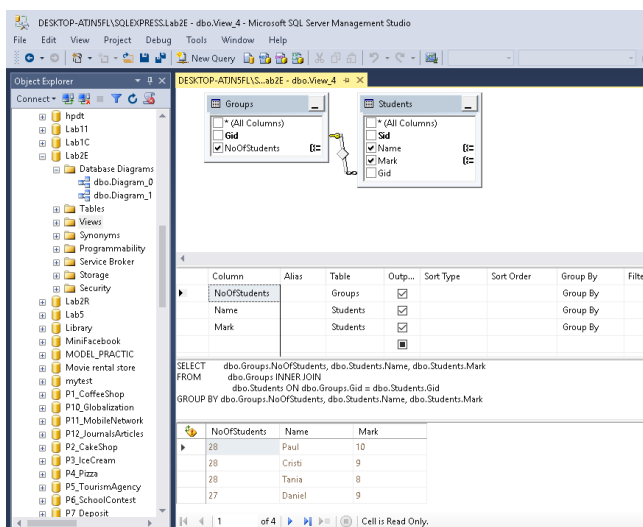 DESKTOP-ATJN5FL\SQLEXPRESS.Lab2E - dbo.View_4 - Microsoft SQL Server Management Studio
File Edit View Project Debug Tools Window Help
New Query
Object Explorer
DESKTOP-ATJN5FL\S...ab2E - dbo.View_4
Connect
hpdt
Lab11
Lab1C
Lab2E
Database Diagrams
dbo.Diagram_0
dbo.Diagram_1
Tables
Views
Synonyms
Programmability
Service Broker
Storage
Security
Lab2R
Lab5
Library
MiniFacebook
MODEL_PRACTIC
Movie rental store
mytest
P1_CoffeeShop
P10_Globalization
P11_MobileNetwork
P12_JournalsArticles
P2_CakeShop
P3_IceCream
P4_Pizza
P5_TourismAgency
P6_SchoolContest
P7_Deposit
Groups
* (All Columns)
Gid
NoOfStudents
Students
* (All Columns)
Sid
Name
Mark
Gid
Column Alias Table Outp... Sort Type Sort Order Group By Filte
NoOfStudents Groups Group By
Name Students Group By
Mark Students Group By
SELECT dbo.Groups.NoOfStudents, dbo.Students.Name, dbo.Students.Mark
FROM dbo.Groups INNER JOIN
dbo.Students ON dbo.Groups.Gid = dbo.Students.Gid
GROUP BY dbo.Groups.NoOfStudents, dbo.Students.Name, dbo.Students.Mark
NoOfStudents Name Mark
28 Paul 10
28 Cristi 9
28 Tania 8
27 Daniel 9
1 of 4 Cell is Read Only.